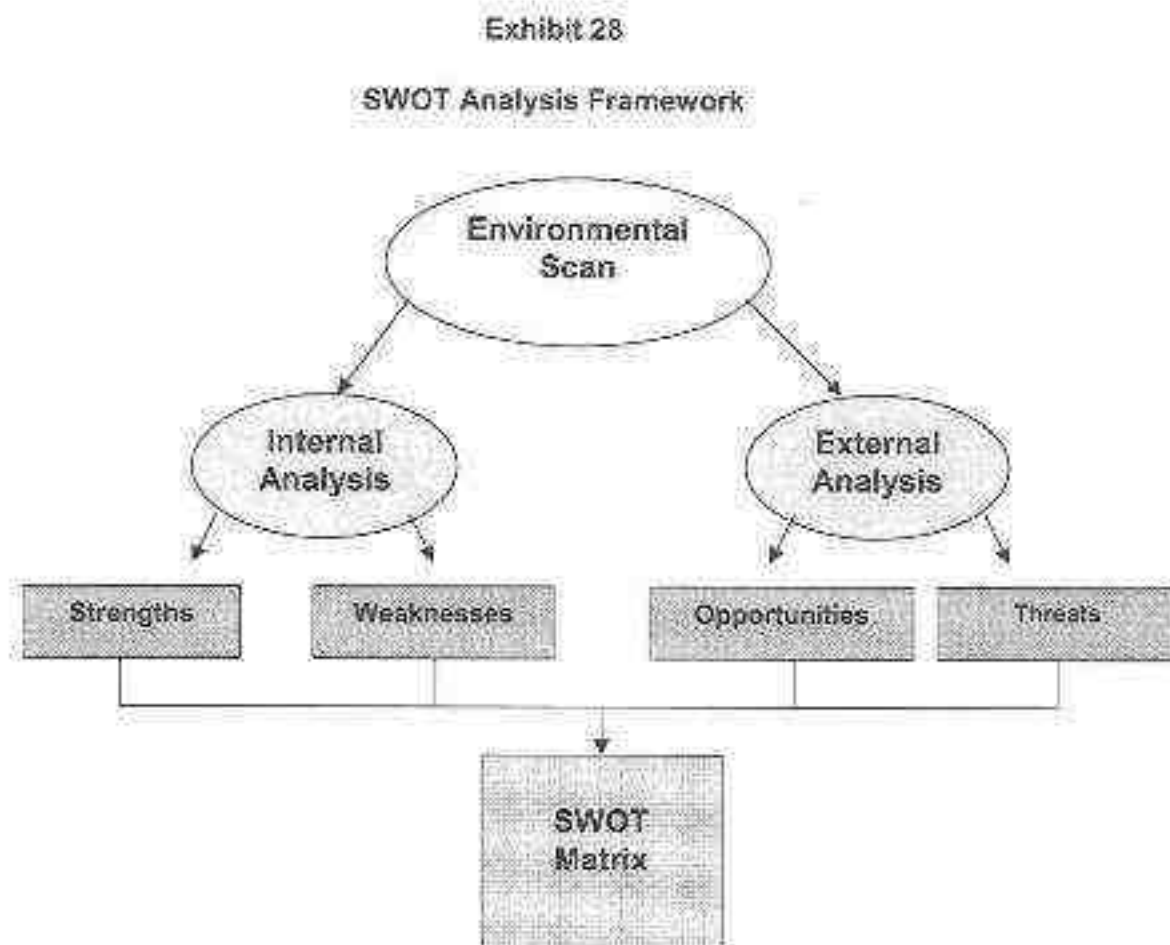 Exhibit 28
SWOT Analysis Framework
Environmental
Scan
Internal
Analysis
External
Analysis
Strengths
Weaknesses
Opportunities
Threats
SWOT
Matrix